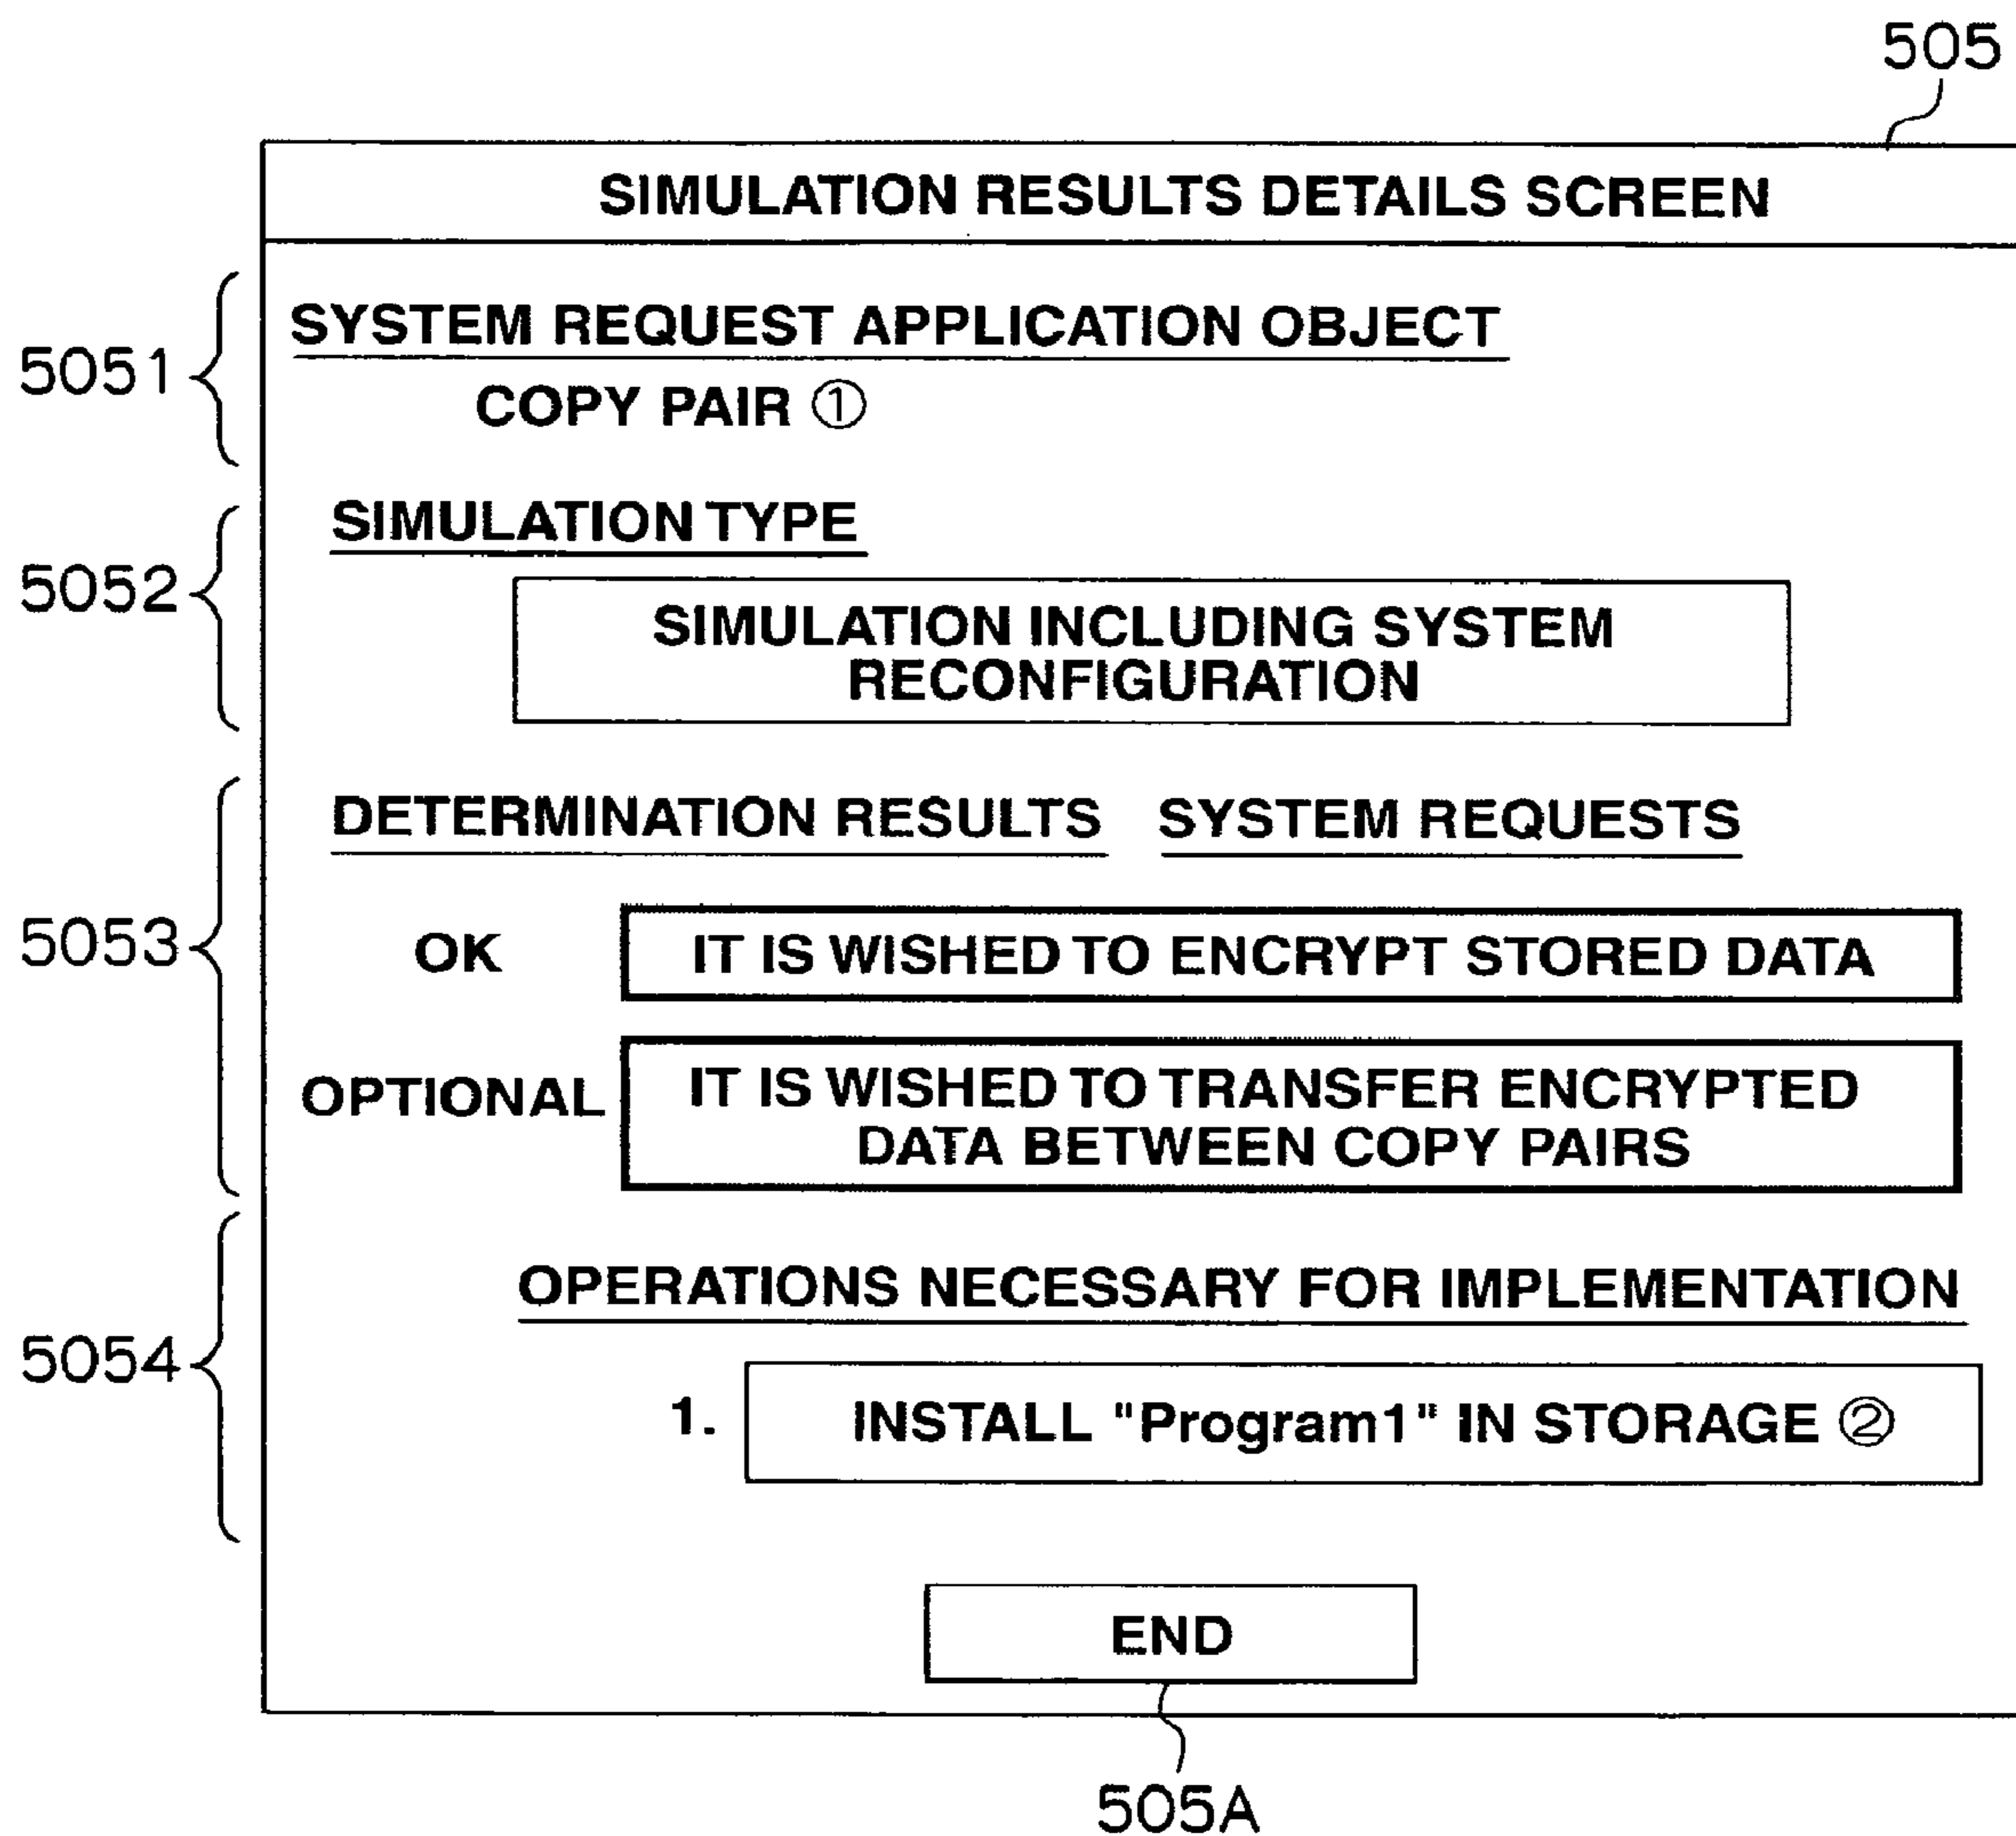 505
SIMULATION RESULTS DETAILS SCREEN
5051
SYSTEM REQUEST APPLICATION OBJECT
COPY PAIR ①
5052
SIMULATION TYPE
SIMULATION INCLUDING SYSTEM
RECONFIGURATION
5053
DETERMINATION RESULTS SYSTEM REQUESTS
OK IT IS WISHED TO ENCRYPT STORED DATA
OPTIONAL IT IS WISHED TO TRANSFER ENCRYPTED
DATA BETWEEN COPY PAIRS
5054
OPERATIONS NECESSARY FOR IMPLEMENTATION
1. INSTALL "Program1" IN STORAGE ②
END
505A